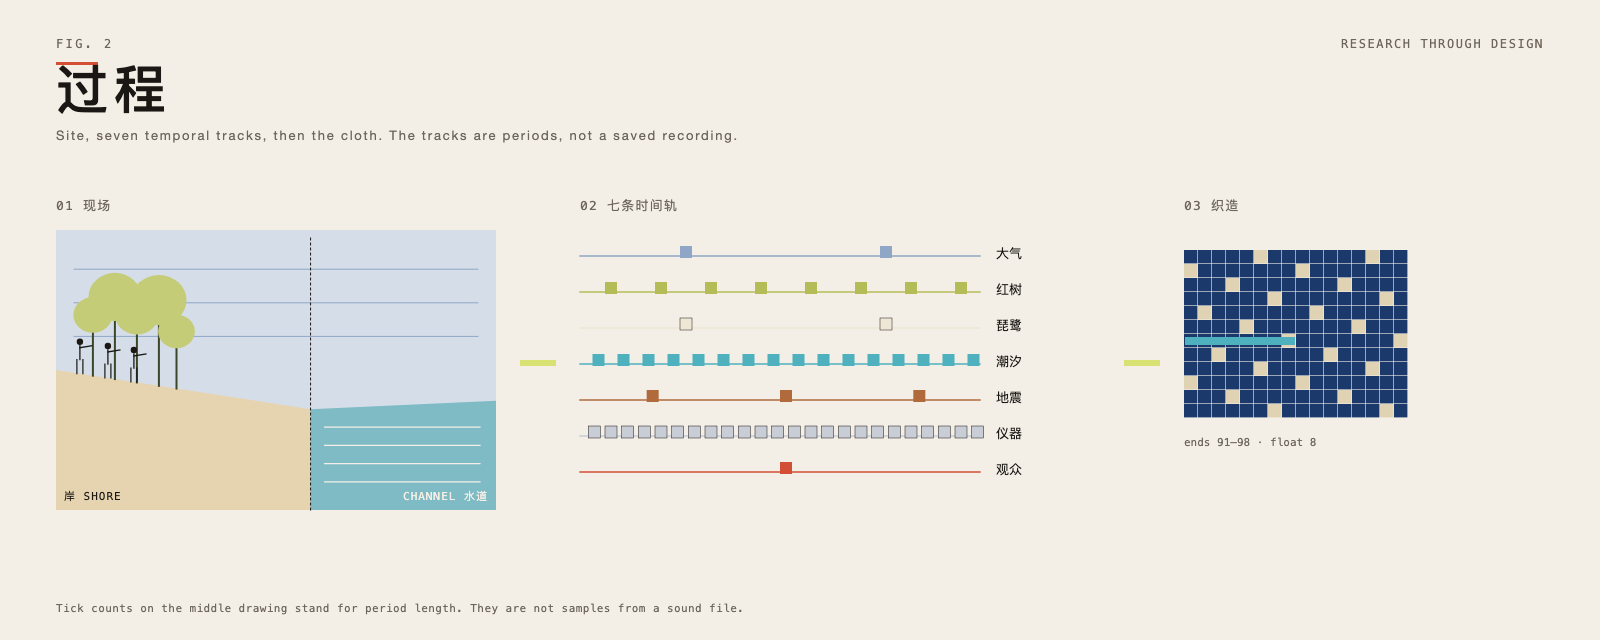 FIG. 2
RESEARCH THROUGH DESIGN
过程
Site, seven temporal tracks, then the cloth. The tracks are periods, not a saved recording.
01 现场
02 七条时间轨
03 织造
大气
红树
琵鹭
潮汐
地震
仪器
观众
岸 SHORE
CHANNEL 水道
ends 91–98 · float 8
Tick counts on the middle drawing stand for period length. They are not samples from a sound file.